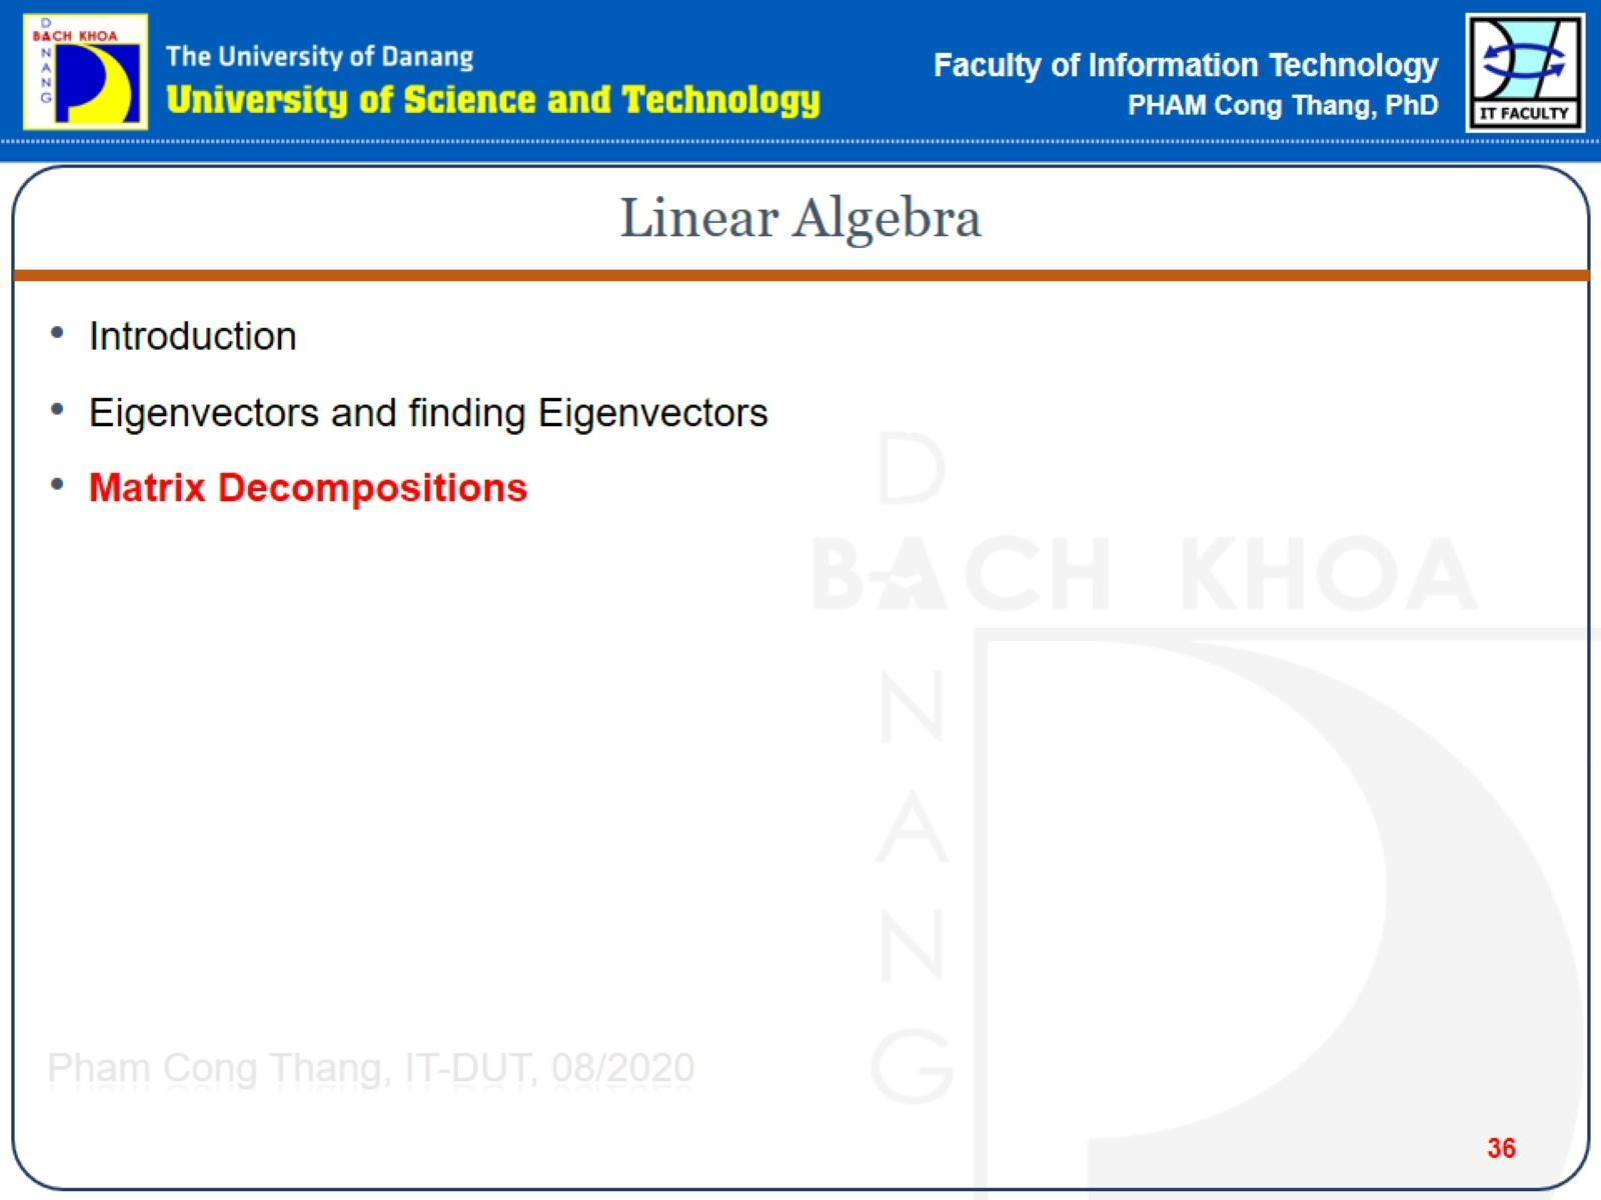 D
BACH KHOA
N
A
N
G
The University of Danang
University of Science and Technology
Faculty of Information Technology
PHAM Cong Thang, PhD
IT FACULTY
Linear Algebra
• Introduction
• Eigenvectors and finding Eigenvectors
• Matrix Decompositions
D
BACH KHOA
N
A
N
G
Pham Cong Thang, IT-DUT, 08/2020
36